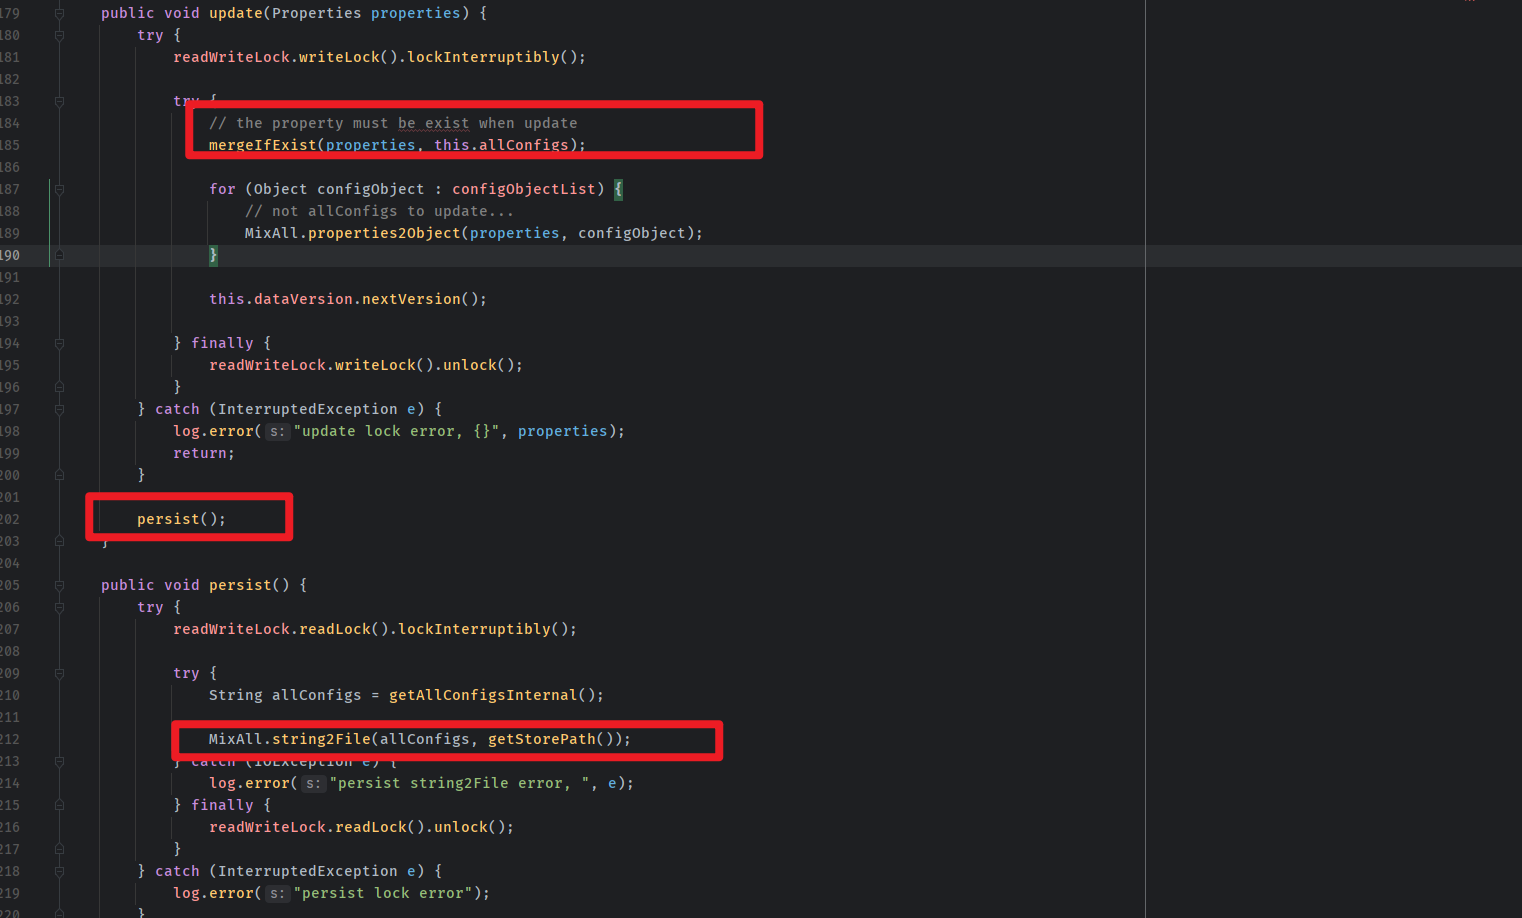 179 public void update(Properties properties) {
180 try {
181 readWriteLock.writeLock().lockInterruptibly();
182
183 try {
184 // the property must be exist when update
185 mergeIfExist(properties, this.allConfigs);
186
187 for (Object configObject : configObjectList) {
188 // not allConfigs to update...
189 MixAll.properties2Object(properties, configObject);
190 }
191
192 this.dataVersion.nextVersion();
193
194 } finally {
195 readWriteLock.writeLock().unlock();
196 }
197 } catch (InterruptedException e) {
198 log.error( s: "update lock error, {}", properties);
199 return;
200 }
201
202 persist();
203 }
204
205 public void persist() {
206 try {
207 readWriteLock.readLock().lockInterruptibly();
208
209 try {
210 String allConfigs = getAllConfigsInternal();
211
212 MixAll.string2File(allConfigs, getStorePath());
213 } catch (IOException e) {
214 log.error( s: "persist string2File error, ", e);
215 } finally {
216 readWriteLock.readLock().unlock();
217 }
218 } catch (InterruptedException e) {
219 log.error( s: "persist lock error");
220 }